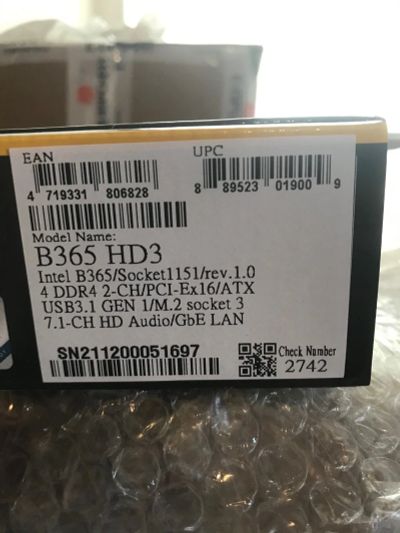 EAN
UPC
4 719331 806828
8 89523 01900 9
Model Name:
B365 HD3
Intel B365/Socket1151/rev.1.0
4 DDR4 2-CH/PCI-Ex16/ATX
USB3.1 GEN 1/M.2 socket 3
7.1-CH HD Audio/GbE LAN
SN211200051697
Check Number
2742